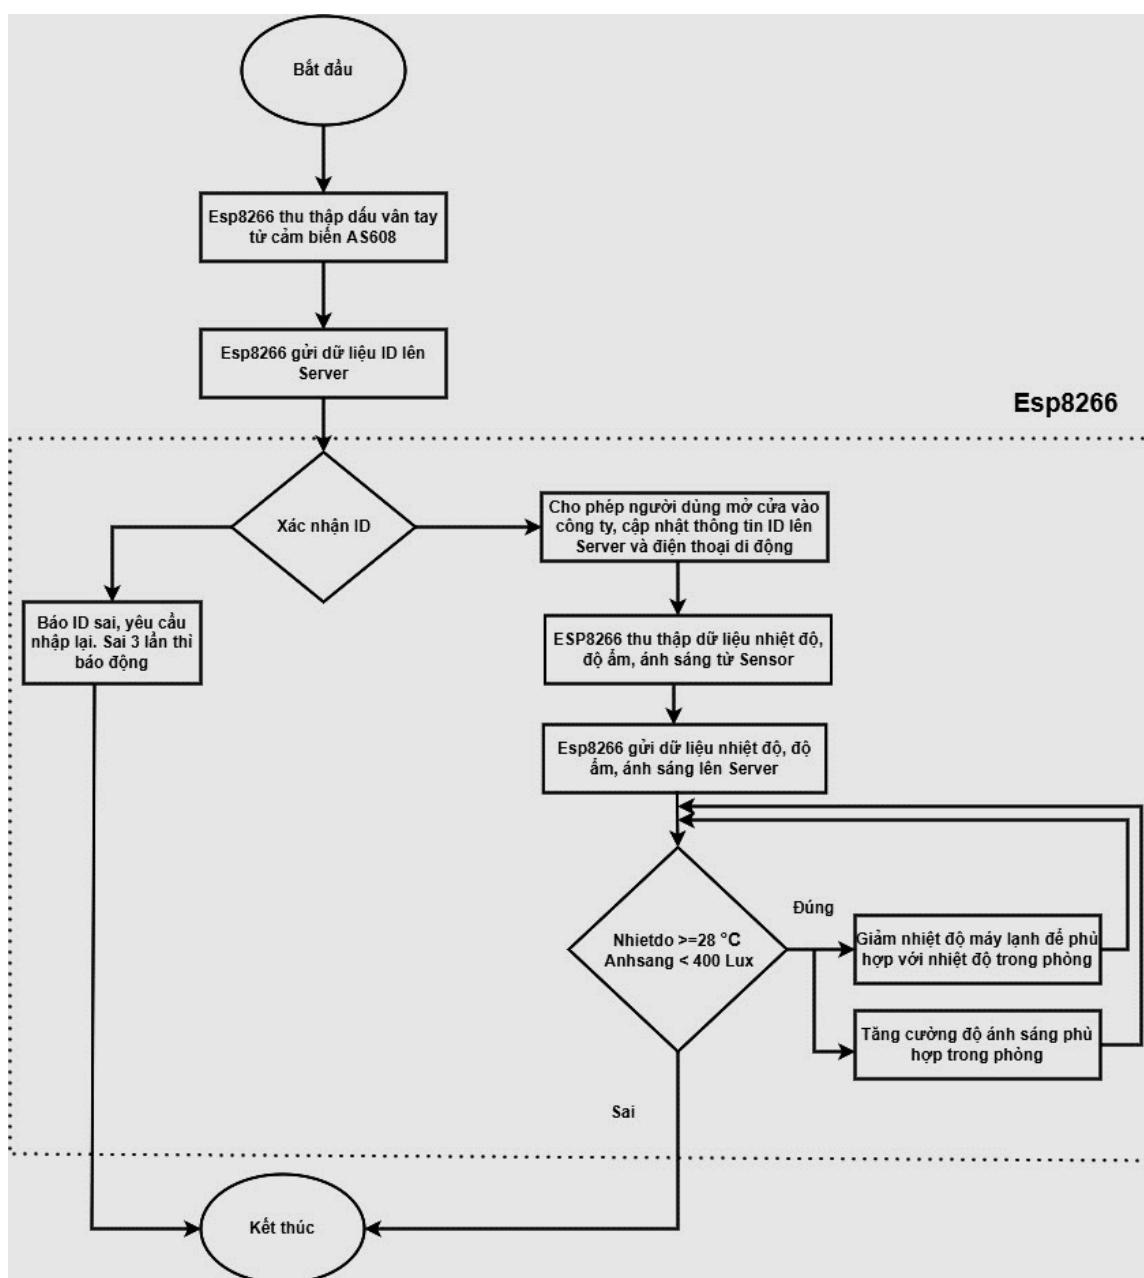 Bắt đầu
Esp8266 thu thập dấu vân tay
từ cảm biến AS608
Esp8266 gửi dữ liệu ID lên
Server
Esp8266
Xác nhận ID
Cho phép người dùng mở cửa vào
công ty, cập nhật thông tin ID lên
Server và điện thoại di động
Báo ID sai, yêu cầu
nhập lại. Sai 3 lần thì
báo động
ESP8266 thu thập dữ liệu nhiệt độ,
độ ẩm, ánh sáng từ Sensor
Esp8266 gửi dữ liệu nhiệt độ, độ
ẩm, ánh sáng lên Server
Nhietdo >=28 °C
Anhsang < 400 Lux
Đúng
Giảm nhiệt độ máy lạnh để phù
hợp với nhiệt độ trong phòng
Tăng cường độ ánh sáng phù
hợp trong phòng
Sai
Kết thúc